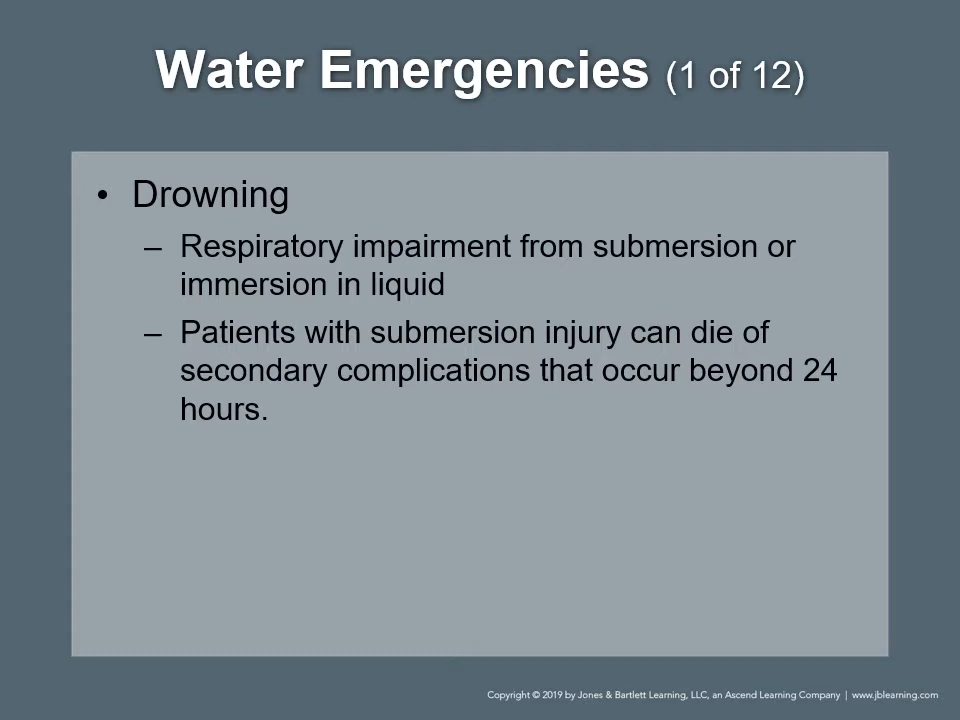 Water Emergencies (1 of 12)
• Drowning
– Respiratory impairment from submersion or
immersion in liquid
– Patients with submersion injury can die of
secondary complications that occur beyond 24
hours.
Copyright © 2019 by Jones & Bartlett Learning, LLC, an Ascend Learning Company | www.jblearning.com